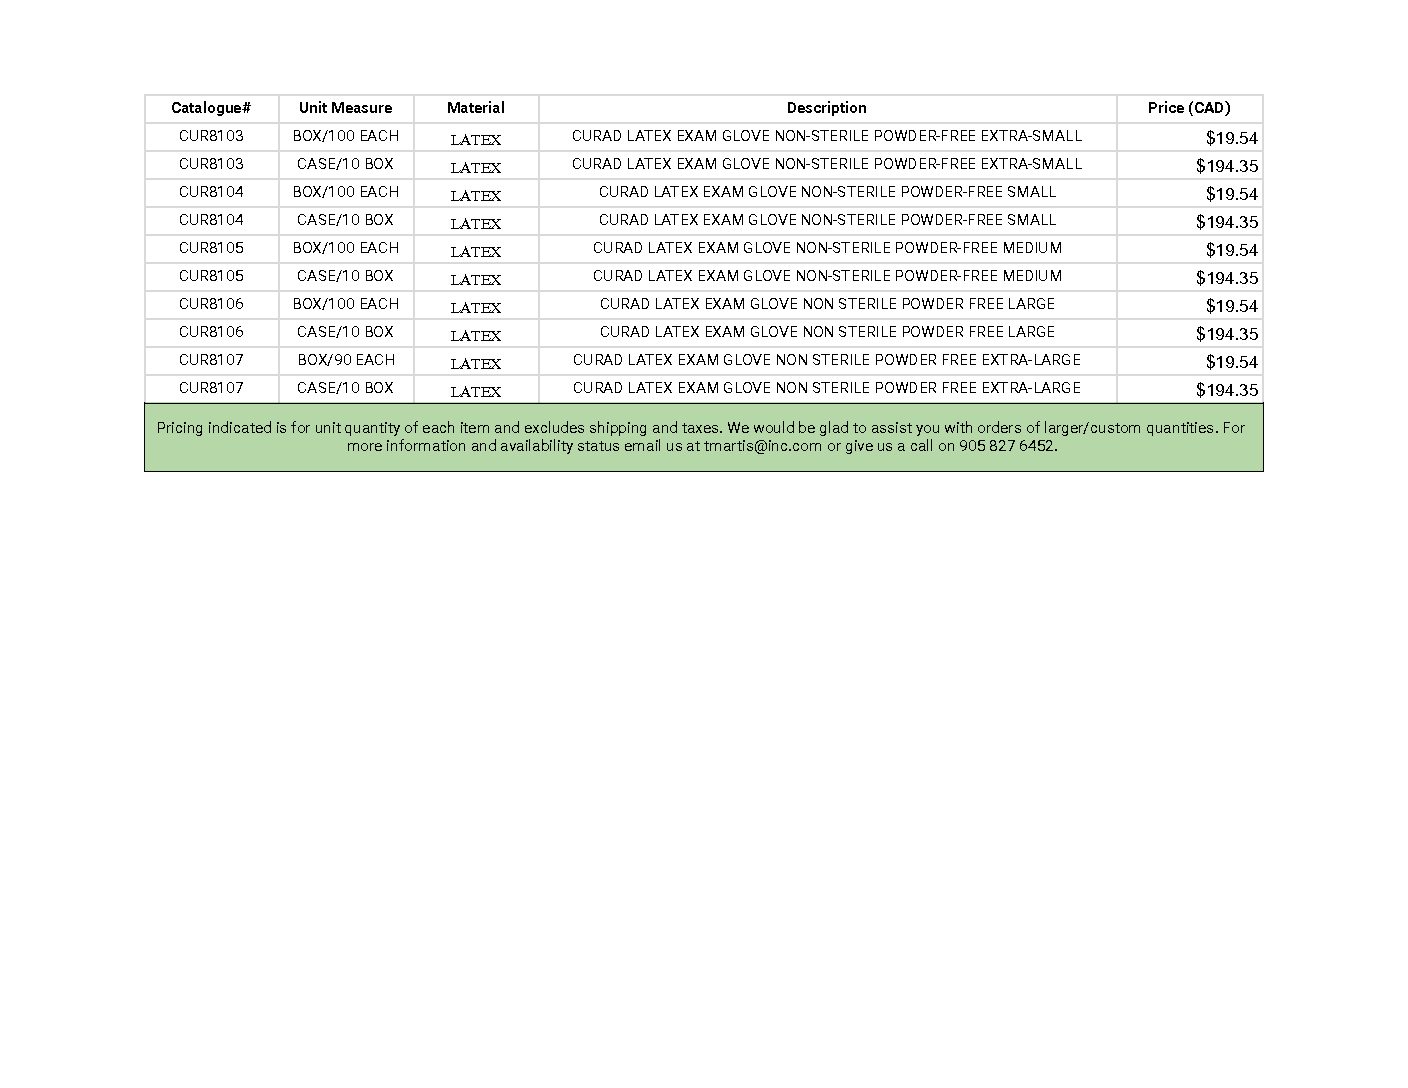 Catalogue# Unit Measure Material Description Price (CAD)
CUR8103 BOX/100 EACH LATEX CURAD LATEX EXAM GLOVE NON-STERILE POWDER-FREE EXTRA-SMALL $19.54
CUR8103 CASE/10 BOX LATEX CURAD LATEX EXAM GLOVE NON-STERILE POWDER-FREE EXTRA-SMALL $194.35
CUR8104 BOX/100 EACH LATEX CURAD LATEX EXAM GLOVE NON-STERILE POWDER-FREE SMALL $19.54
CUR8104 CASE/10 BOX LATEX CURAD LATEX EXAM GLOVE NON-STERILE POWDER-FREE SMALL $194.35
CUR8105 BOX/100 EACH LATEX CURAD LATEX EXAM GLOVE NON-STERILE POWDER-FREE MEDIUM $19.54
CUR8105 CASE/10 BOX LATEX CURAD LATEX EXAM GLOVE NON-STERILE POWDER-FREE MEDIUM $194.35
CUR8106 BOX/100 EACH LATEX CURAD LATEX EXAM GLOVE NON STERILE POWDER FREE LARGE $19.54
CUR8106 CASE/10 BOX LATEX CURAD LATEX EXAM GLOVE NON STERILE POWDER FREE LARGE $194.35
CUR8107 BOX/90 EACH LATEX CURAD LATEX EXAM GLOVE NON STERILE POWDER FREE EXTRA-LARGE $19.54
CUR8107 CASE/10 BOX LATEX CURAD LATEX EXAM GLOVE NON STERILE POWDER FREE EXTRA-LARGE $194.35
Pricing indicated is for unit quantity of each item and excludes shipping and taxes. We would be glad to assist you with orders of larger/custom quantities. For
more information and availability status email us at tmartis@inc.com or give us a call on 905 827 6452.